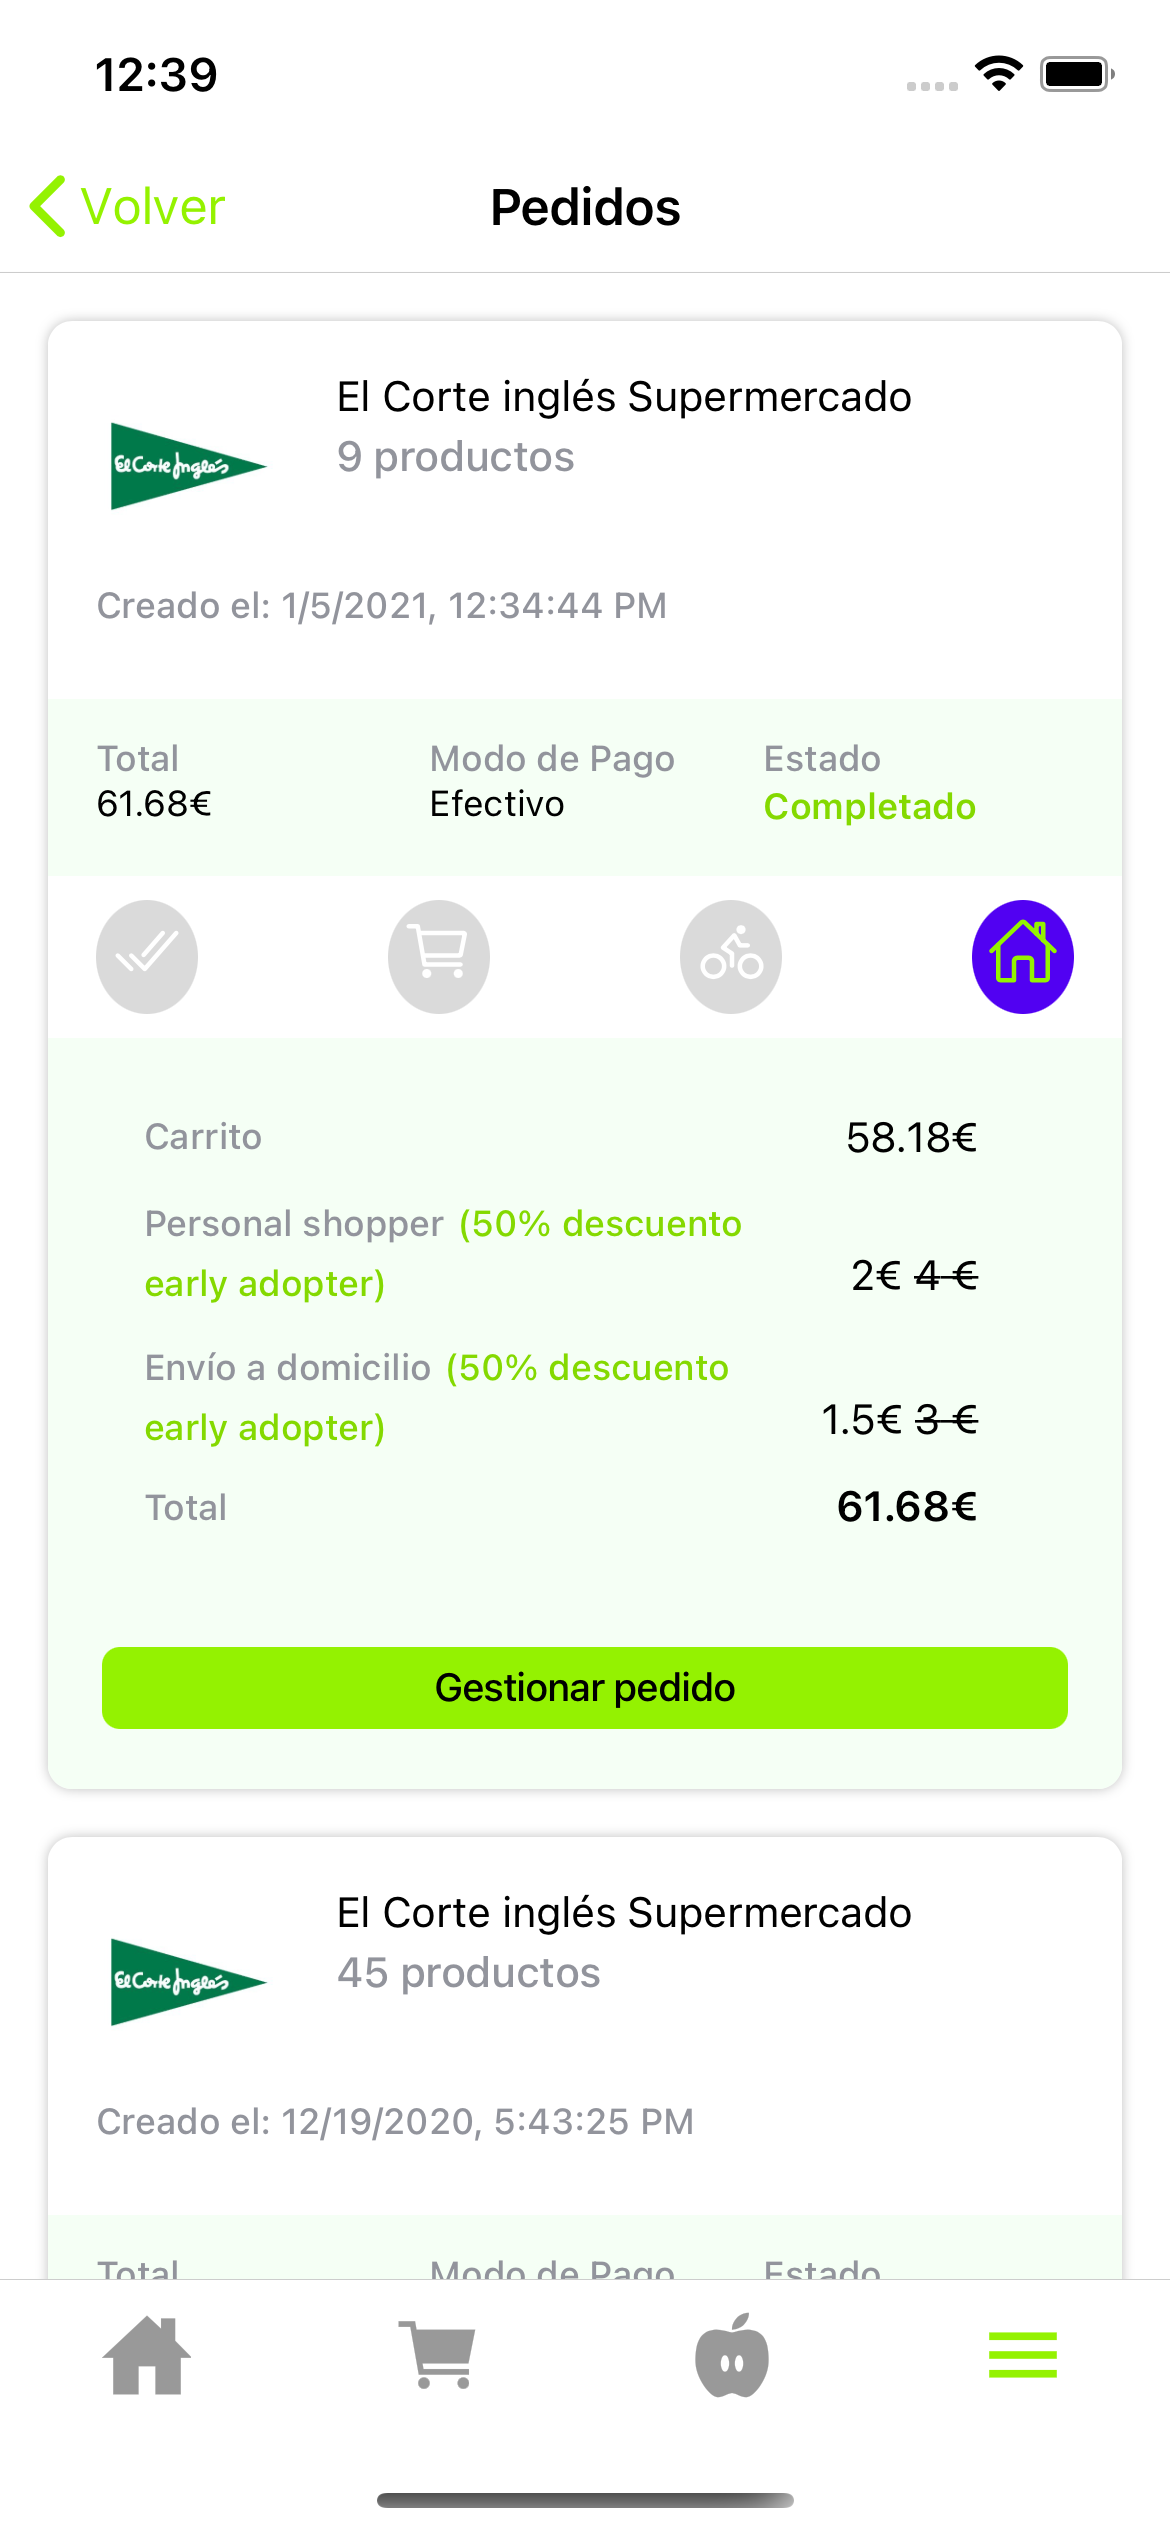 12:39
Volver
Pedidos
El Corte inglés Supermercado
El Corte Inglés
9 productos
Creado el: 1/5/2021, 12:34:44 PM
Total Modo de Pago Estado
61.68€ Efectivo Completado
Carrito 58.18€
Personal shopper (50% descuento
early adopter) 2€ 4 €
Envío a domicilio (50% descuento
early adopter) 1.5€ 3 €
Total 61.68€
Gestionar pedido
El Corte inglés Supermercado
El Corte Inglés
45 productos
Creado el: 12/19/2020, 5:43:25 PM
Total Modo de Pago Estado